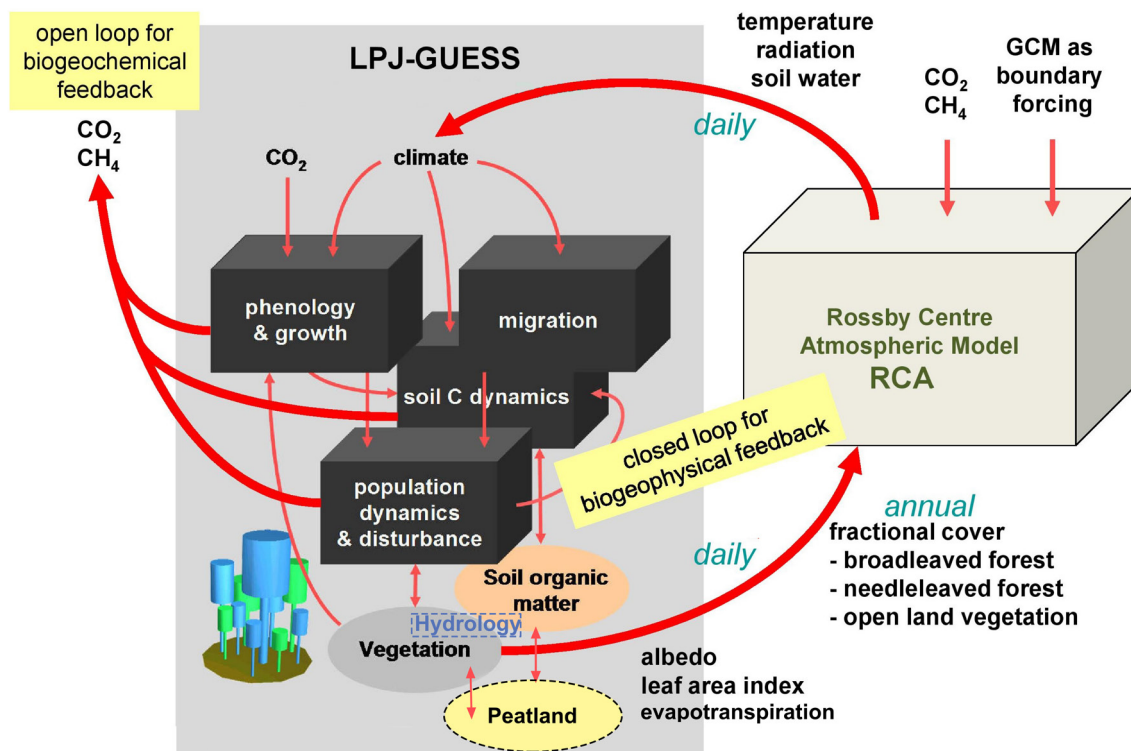 open loop for
biogeochemical
feedback
CO₂
CH₄
LPJ-GUESS
temperature
radiation
soil water
daily
CO₂
CH₄
GCM as
boundary
forcing
CO₂
climate
phenology
& growth
migration
soil C dynamics
population
dynamics
& disturbance
Rossby Centre
Atmospheric Model
RCA
closed loop for
biogeophysical feedback
Soil organic
matter
Hydrology
Vegetation
Peatland
daily
annual
fractional cover
- broadleaved forest
- needleleaved forest
- open land vegetation
albedo
leaf area index
evapotranspiration